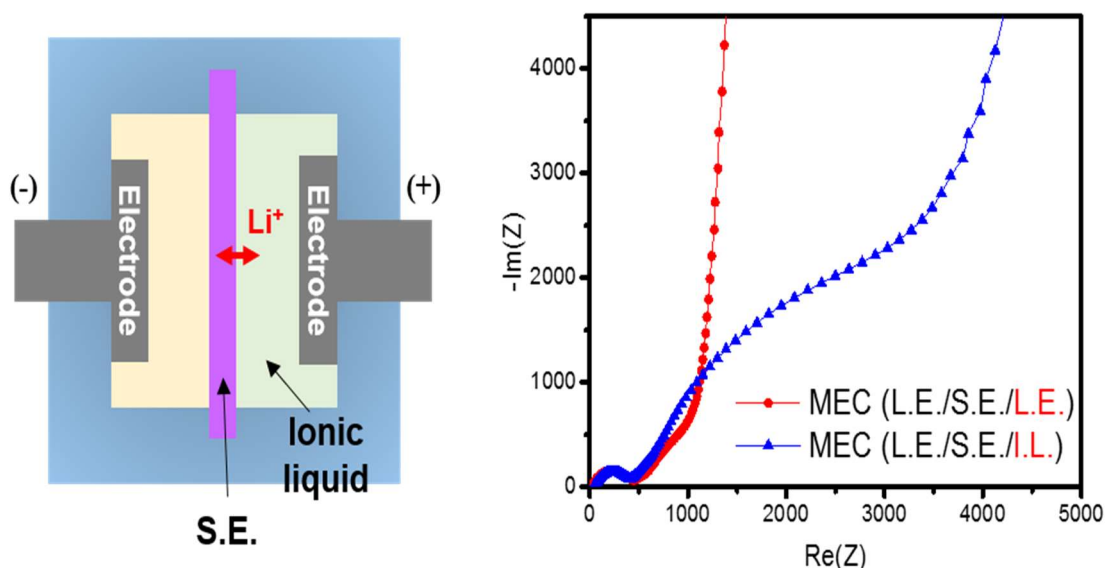 (-)
Electrode
Li+
Electrode
(+)
Ionic
liquid
S.E.
-Im(Z)
4000
3000
2000
1000
0
MEC (L.E./S.E./L.E.)
MEC (L.E./S.E./I.L.)
0 1000 2000 3000 4000 5000
Re(Z)